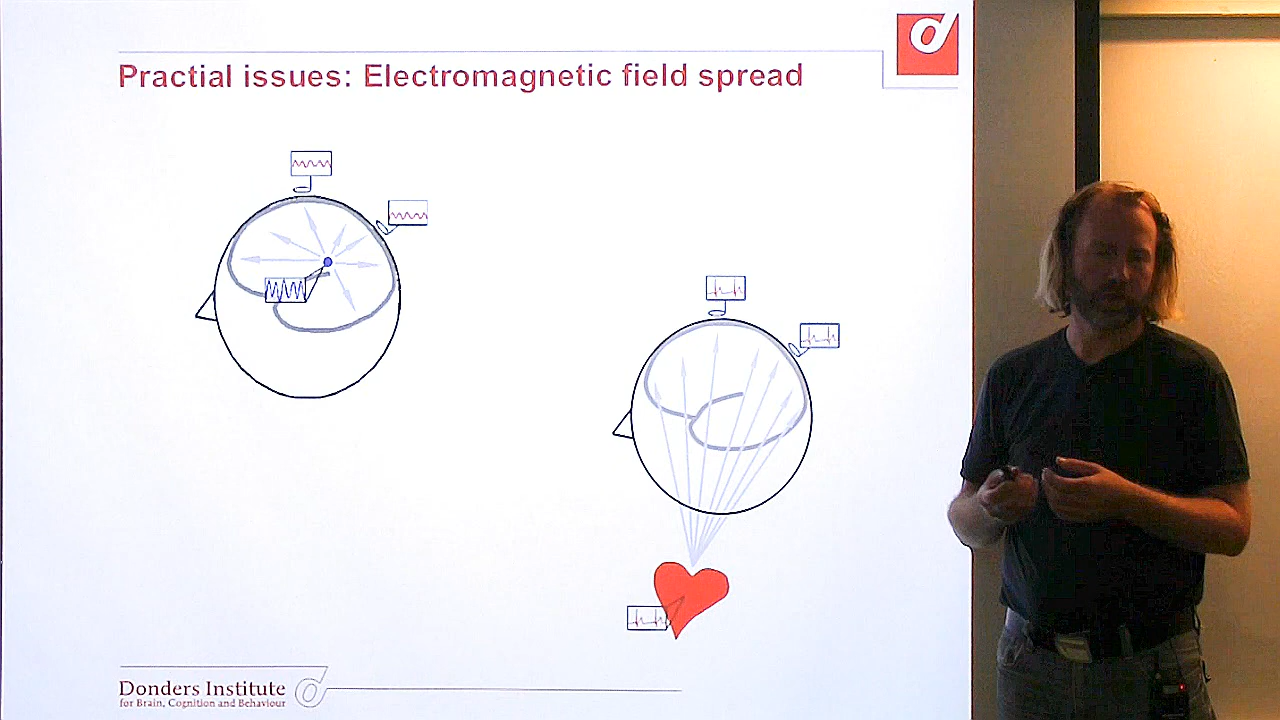 Practial issues: Electromagnetic field spread
Donders Institute
for Brain, Cognition and Behaviour